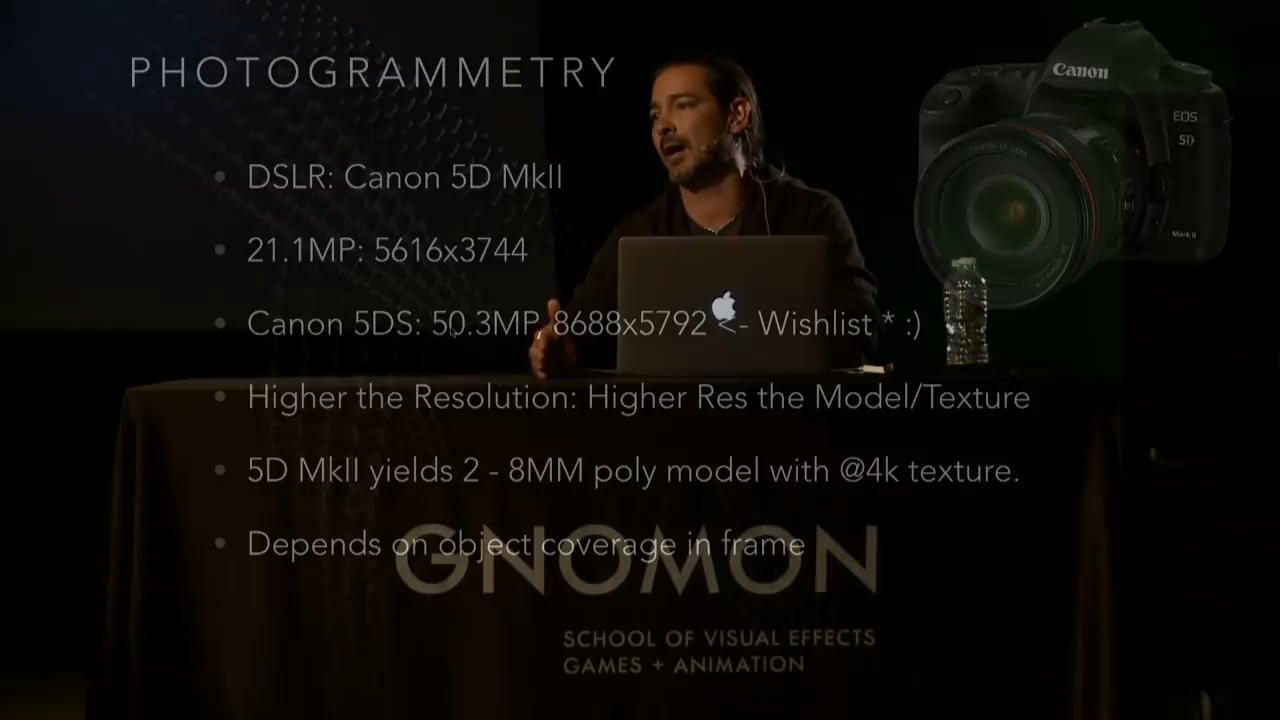 PHOTOGRAMMETRY
• DSLR: Canon 5D MkII
• 21.1MP: 5616x3744
• Canon 5DS: 50.3MP 8688x5792 <- Wishlist * :)
• Higher the Resolution: Higher Res the Model/Texture
• 5D MkII yields 2 - 8MM poly model with @4k texture.
• Depends on object coverage in frame
Canon
EOS
5D
Mark II
GNOMON
SCHOOL OF VISUAL EFFECTS
GAMES + ANIMATION